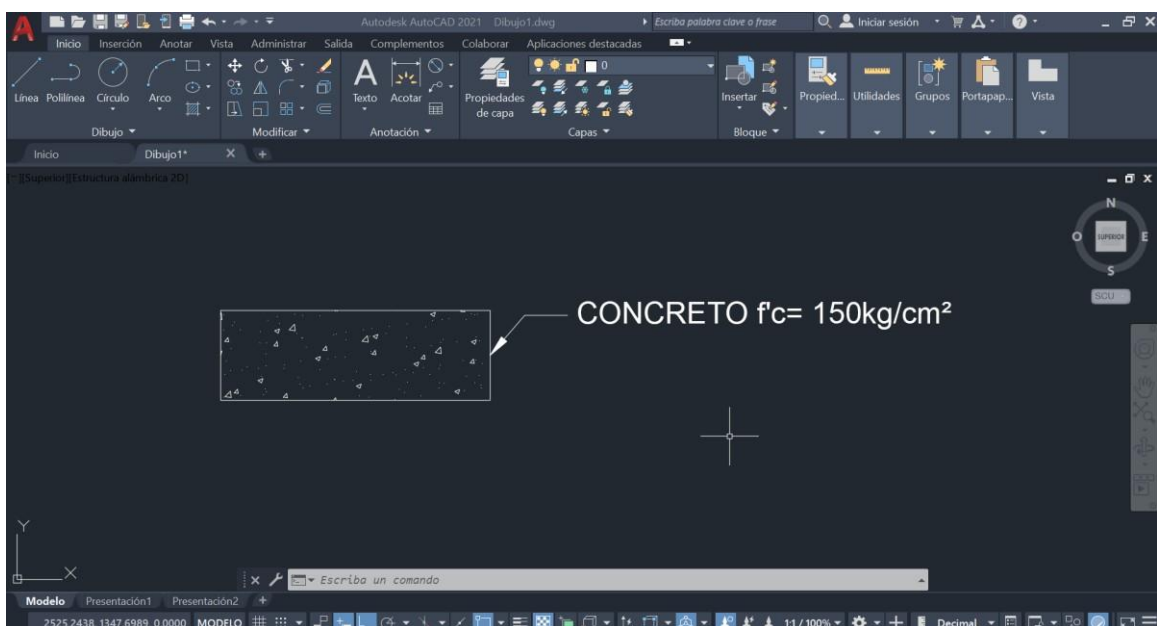 Autodesk AutoCAD 2021 Dibujo1.dwg
Escriba palabra clave o frase
Iniciar sesión
Inicio Inserción Anotar Vista Administrar Salida Complementos Colaborar Aplicaciones destacadas
0
Línea Polilínea Círculo Arco
Texto Acotar
Propiedades de capa
Insertar
Propied... Utilidades Grupos Portapap... Vista
Dibujo Modificar Anotación Capas Bloque
Inicio Dibujo1* +
[−][Superior][Estructura alámbrica 2D]
N
O SUPERIOR E
S
SCU
CONCRETO f'c= 150kg/cm²
Y
X
Escriba un comando
Modelo Presentación1 Presentación2 +
2525.2438, 1347.6989, 0.0000 MODELO 1:1 / 100% Decimal